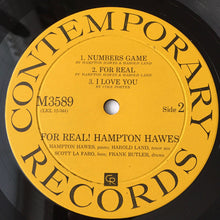 CONTEMPORARY
RECORDS
1. NUMBERS GAME
BY HAMPTON HAWES & HAROLD LAND
2. FOR REAL
BY HAMPTON HAWES & HAROLD LAND
3. I LOVE YOU
BY COLE PORTER
M3589
Side 2
FOR REAL! HAMPTON HAWES
HAMPTON HAWES, piano; HAROLD LAND, tenor sax
SCOTT LA FARO, bass; FRANK BUTLER, drums
CR